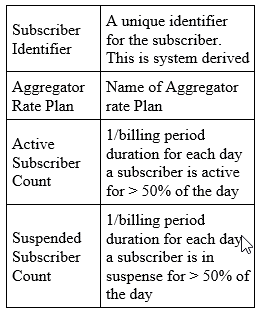 Subscriber
Identifier
A unique identifier
for the subscriber.
This is system derived
Aggregator
Rate Plan
Name of Aggregator
rate Plan
Active
Subscriber
Count
1/billing period
duration for each day
a subscriber is active
for > 50% of the day
Suspended
Subscriber
Count
1/billing period
duration for each day
a subscriber is in
suspense for > 50% of
the day